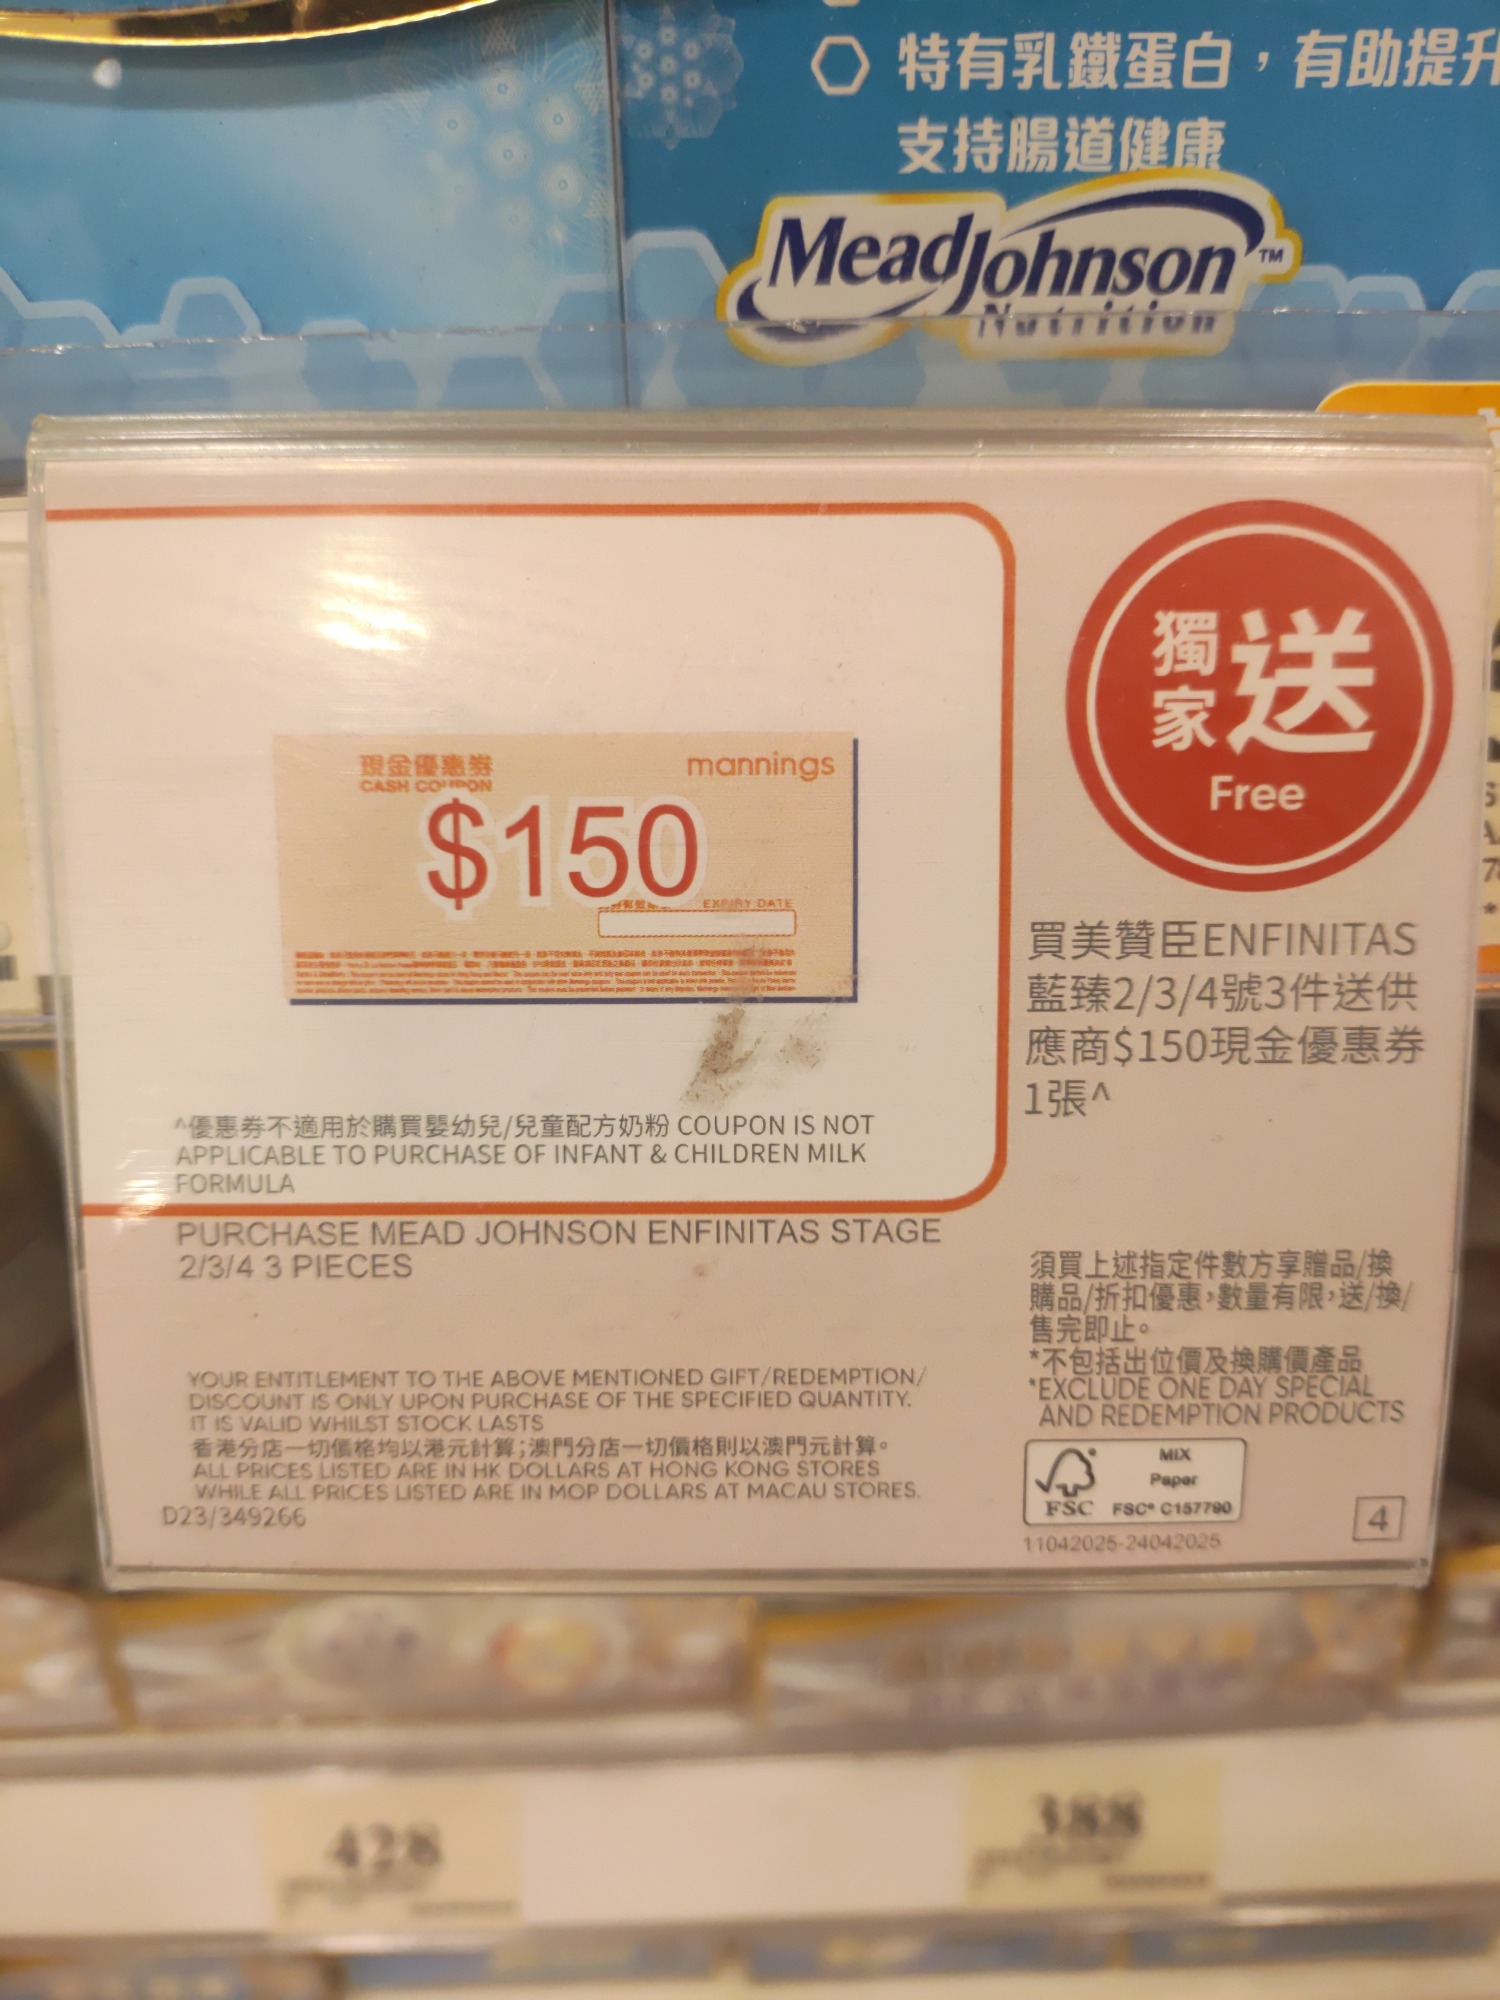 特有乳鐵蛋白，有助提升
支持腸道健康
MeadJohnson™
Nutrition
現金優惠券
CASH COUPON
mannings
$150
EXPIRY DATE
^優惠券不適用於購買嬰幼兒/兒童配方奶粉 COUPON IS NOT
APPLICABLE TO PURCHASE OF INFANT & CHILDREN MILK
FORMULA
PURCHASE MEAD JOHNSON ENFINITAS STAGE
2/3/4 3 PIECES
YOUR ENTITLEMENT TO THE ABOVE MENTIONED GIFT/REDEMPTION/
DISCOUNT IS ONLY UPON PURCHASE OF THE SPECIFIED QUANTITY.
IT IS VALID WHILST STOCK LASTS
香港分店一切價格均以港元計算;澳門分店一切價格則以澳門元計算。
ALL PRICES LISTED ARE IN HK DOLLARS AT HONG KONG STORES
WHILE ALL PRICES LISTED ARE IN MOP DOLLARS AT MACAU STORES.
D23/349266
獨家送
Free
買美贊臣ENFINITAS
藍臻2/3/4號3件送供
應商$150現金優惠券
1張^
須買上述指定件數方享贈品/換
購品/折扣優惠，數量有限，送/換/
售完即止。
*不包括出位價及換購價產品
*EXCLUDE ONE DAY SPECIAL
AND REDEMPTION PRODUCTS
FSC
MIX
Paper
FSC® C157790
11042025-24042025
4
428
388